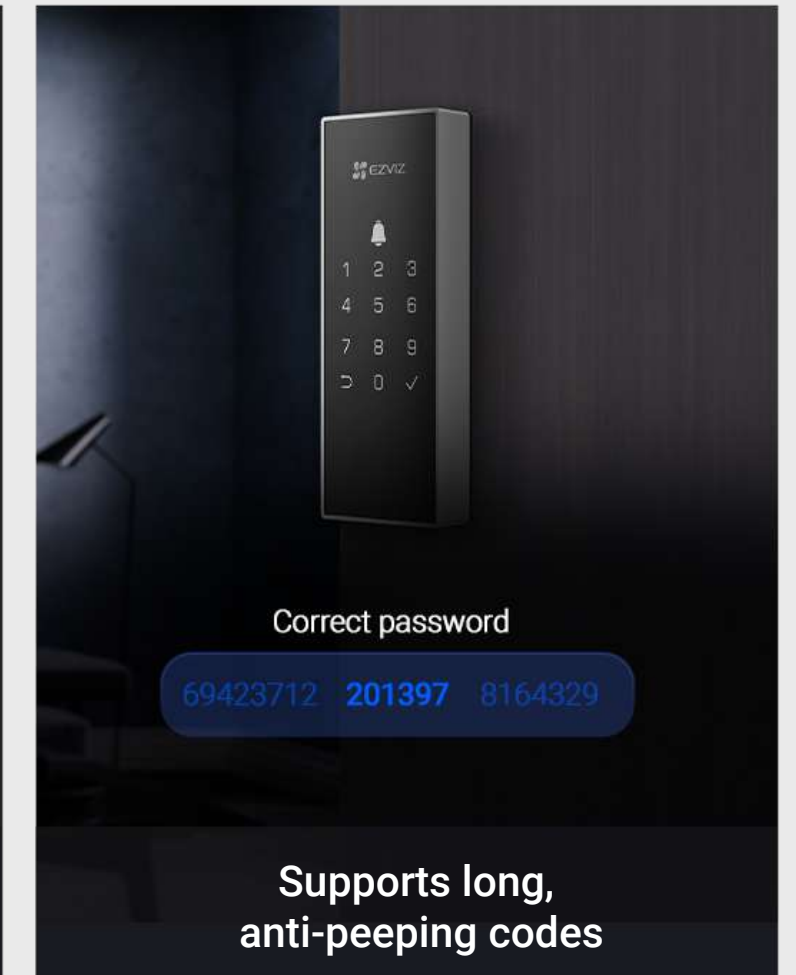 EZVIZ
1 2 3
4 5 6
7 8 9
0
Correct password
69423712 201397 8164329
Supports long,
anti-peeping codes